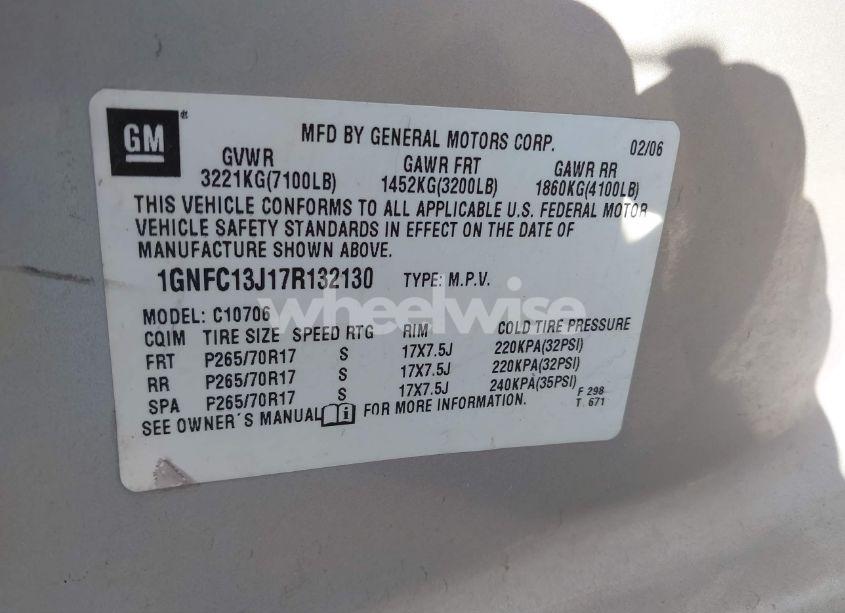 GM ®
MFD BY GENERAL MOTORS CORP. 02/06
GVWR GAWR FRT GAWR RR
3221KG(7100LB) 1452KG(3200LB) 1860KG(4100LB)
THIS VEHICLE CONFORMS TO ALL APPLICABLE U.S. FEDERAL MOTOR
VEHICLE SAFETY STANDARDS IN EFFECT ON THE DATE OF
MANUFACTURE SHOWN ABOVE.
1GNFC13J17R132130 TYPE: M.P.V.
wheelwise
MODEL: C10706
CQIM TIRE SIZE SPEED RTG RIM COLD TIRE PRESSURE
FRT P265/70R17 S 17X7.5J 220KPA(32PSI)
RR P265/70R17 S 17X7.5J 220KPA(32PSI)
SPA P265/70R17 S 17X7.5J 240KPA(35PSI)
F 298
T 671
SEE OWNER'S MANUAL i FOR MORE INFORMATION.